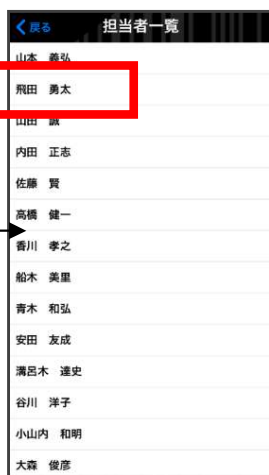 戻る 担当者一覧
山本 義弘
飛田 勇太
山田 誠
内田 正志
佐藤 賢
高橋 健一
香川 孝之
船木 美里
青木 和弘
安田 友成
溝呂木 達史
谷川 洋子
小山内 和明
大森 俊彦